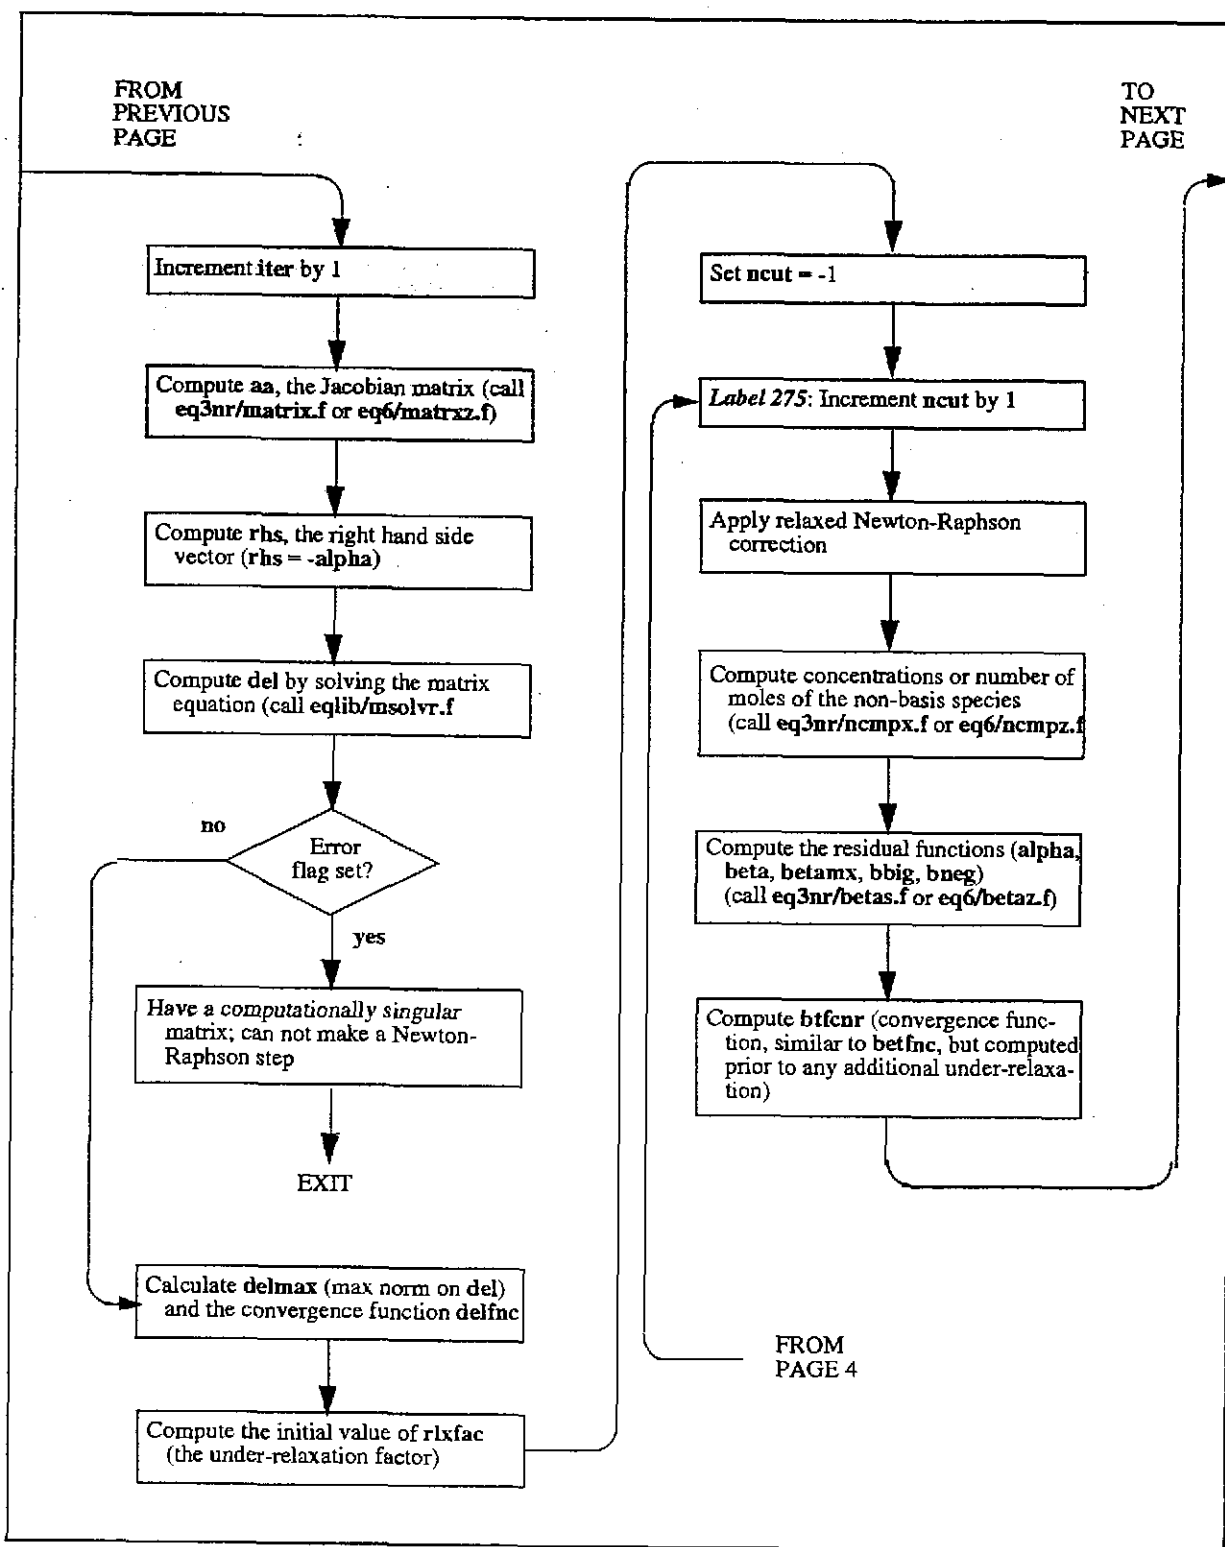 FROM
PREVIOUS
PAGE
Increment iter by 1
Compute aa, the Jacobian matrix (call
eq3nr/matrix.f or eq6/matrxz.f)
Compute rhs, the right hand side
vector (rhs = -alpha)
Compute del by solving the matrix
equation (call eqlib/msolvr.f
no
Error
flag set?
yes
Have a computationally singular
matrix; can not make a Newton-
Raphson step
EXIT
Calculate delmax (max norm on del)
and the convergence function delfnc
Compute the initial value of rlxfac
(the under-relaxation factor)
TO
NEXT
PAGE
Set ncut = -1
Label 275: Increment ncut by 1
Apply relaxed Newton-Raphson
correction
Compute concentrations or number of
moles of the non-basis species
(call eq3nr/ncmpx.f or eq6/ncmpz.f
Compute the residual functions (alpha,
beta, betamx, bbig, bneg)
(call eq3nr/betas.f or eq6/betaz.f)
Compute btfcnr (convergence func-
tion, similar to betfnc, but computed
prior to any additional under-relaxa-
tion)
FROM
PAGE 4